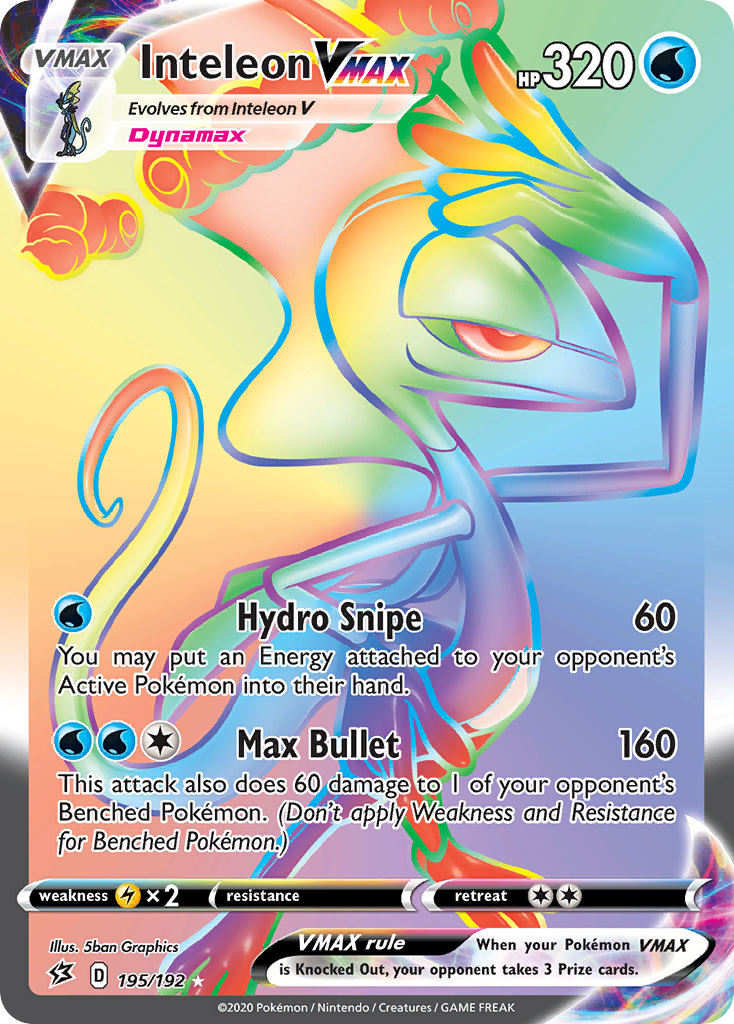 VMAX
Inteleon VMAX
HP 320
Evolves from Inteleon V
Dynamax
Hydro Snipe 60
You may put an Energy attached to your opponent's
Active Pokémon into their hand.
Max Bullet 160
This attack also does 60 damage to 1 of your opponent's
Benched Pokémon. (Don't apply Weakness and Resistance
for Benched Pokémon.)
weakness ×2 resistance retreat
Illus. 5ban Graphics
VMAX rule When your Pokémon VMAX
is Knocked Out, your opponent takes 3 Prize cards.
D 195/192
©2020 Pokémon / Nintendo / Creatures / GAME FREAK